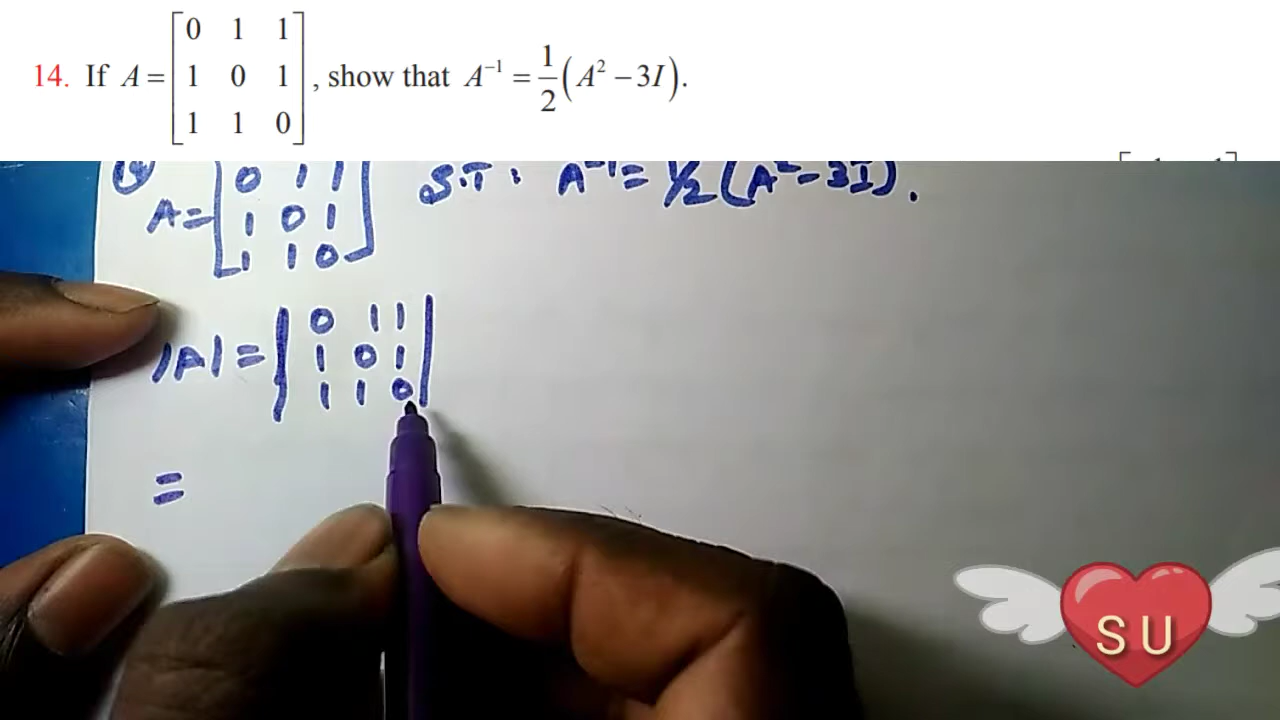 14. If A = [0 1 1; 1 0 1; 1 1 0], show that A⁻¹ = 1/2 (A² − 3I).
14) A = [0 1 1; 1 0 1; 1 1 0] S.T : A⁻¹ = 1/2 (A² − 3I).
|A| = |0 1 1; 1 0 1; 1 1 0|
=
SU